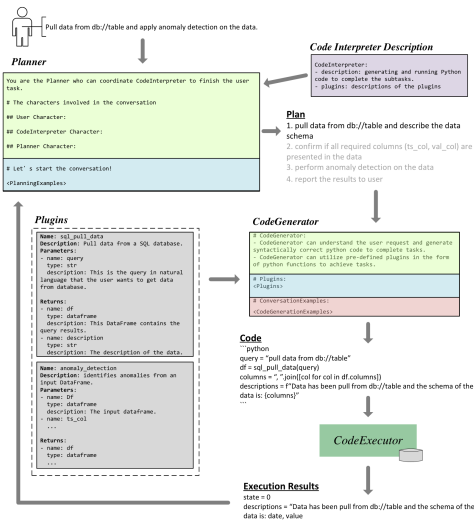 Pull data from db://table and apply anomaly detection on the data.
Planner
You are the Planner who can coordinate CodeInterpreter to finish the user
task.
# The characters involved in the conversation
## User Character:
## CodeInterpreter Character:
## Planner Character:
# Let's start the conversation!
<PlanningExamples>
Code Interpreter Description
CodeInterpreter:
- description: generating and running Python
code to complete the subtasks.
- plugins: descriptions of the plugins
Plan
1. pull data from db://table and describe the data
schema
2. confirm if all required columns (ts_col, val_col) are
presented in the data
3. perform anomaly detection on the data
4. report the results to user
Plugins
Name: sql_pull_data
Description: Pull data from a SQL database.
Parameters:
- name: query
type: str
description: This is the query in natural
language that the user wants to get data
from database.
Returns:
- name: df
type: dataframe
description: This DataFrame contains the
query results.
- name: description
type: str
description: The description of the data.
Name: anomaly_detection
Description: identifies anomalies from an
input DataFrame.
Parameters:
- name: Df
type: dataframe
description: The input dataframe.
- name: ts_col
...
Returns:
- name: df
type: dataframe
...
CodeGenerator
# CodeGenerator:
- CodeGenerator can understand the user request and generate
syntactically correct python code to complete tasks.
- CodeGenerator can utilize pre-defined plugins in the form
of python functions to achieve tasks.
# Plugins:
<Plugins>
# ConversationExamples:
<CodeGenerationExamples>
Code
```python
query = "pull data from db://table"
df = sql_pull_data(query)
columns = ", ".join([col for col in df.columns])
descriptions = f"Data has been pull from db://table and the schema of the
data is: {columns}"
```
CodeExecutor
Execution Results
state = 0
descriptions = "Data has been pull from db://table and the schema of the
data is: date, value